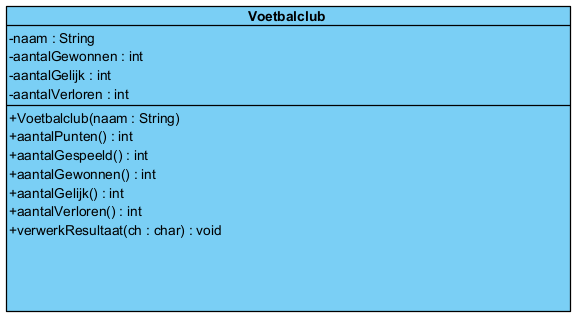 Voetbalclub
-naam : String
-aantalGewonnen : int
-aantalGelijk : int
-aantalVerloren : int
+Voetbalclub(naam : String)
+aantalPunten() : int
+aantalGespeeld() : int
+aantalGewonnen() : int
+aantalGelijk() : int
+aantalVerloren() : int
+verwerkResultaat(ch : char) : void